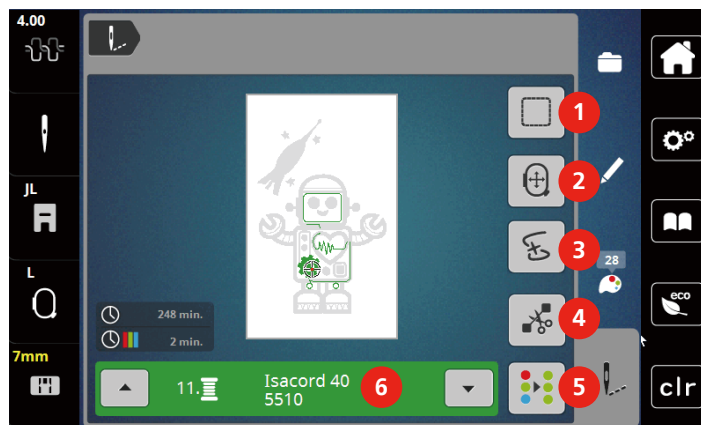 4.00
JL
L
7mm
248 min.
2 min.
11.
Isacord 40
5510
1
2
3
4
5
6
28
eco
clr